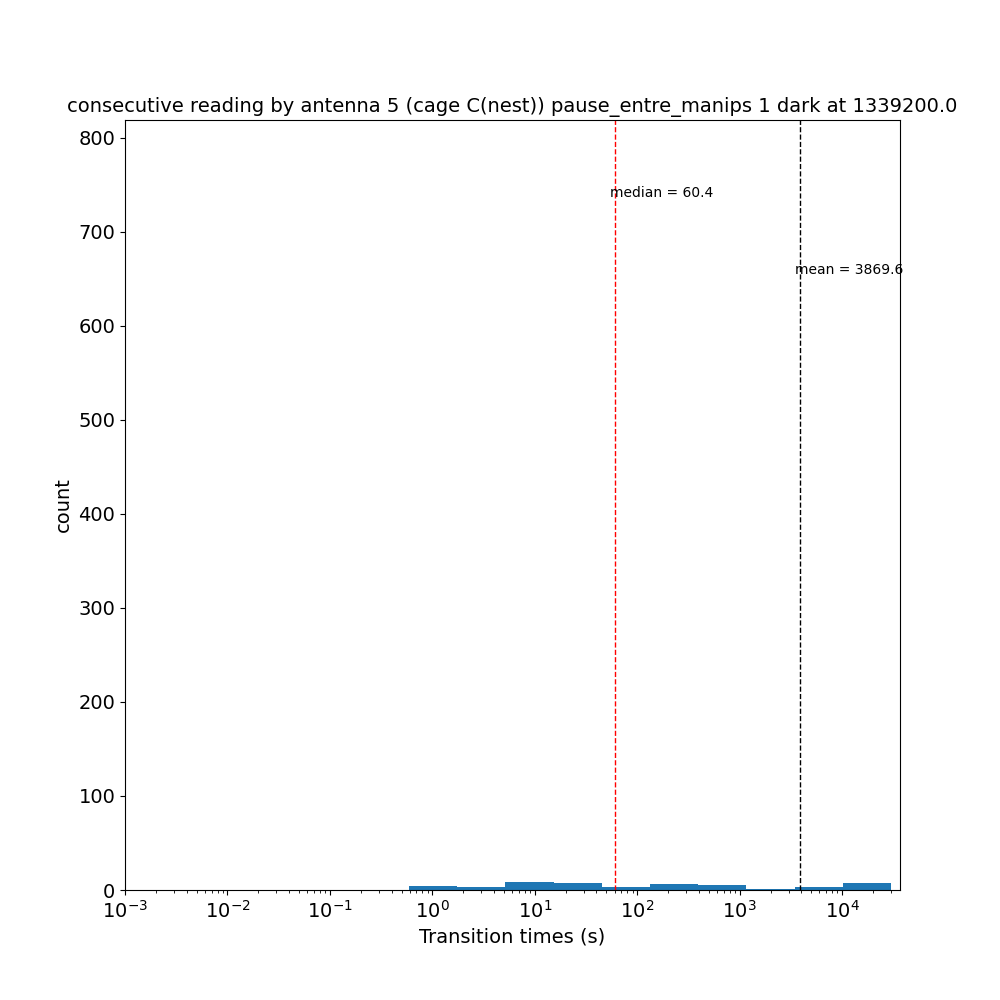 consecutive reading by antenna 5 (cage C(nest)) pause_entre_manips 1 dark at 1339200.0
800
median = 60.4
700
mean = 3869.6
600
500
400
300
200
100
0
count
10⁻³ 10⁻² 10⁻¹ 10⁰ 10¹ 10² 10³ 10⁴
Transition times (s)